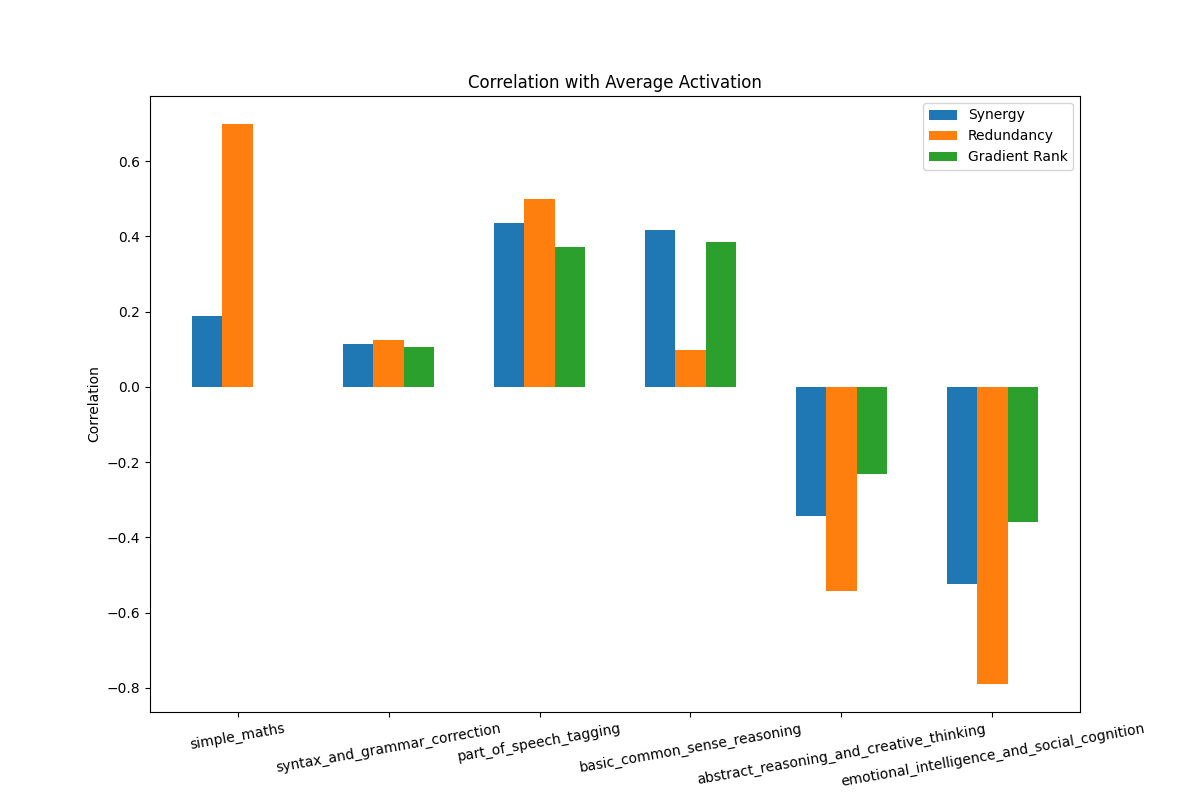 Correlation with Average Activation
Synergy
Redundancy
Gradient Rank
Correlation
0.6
0.4
0.2
0.0
−0.2
−0.4
−0.6
−0.8
simple_maths
syntax_and_grammar_correction
part_of_speech_tagging
basic_common_sense_reasoning
abstract_reasoning_and_creative_thinking
emotional_intelligence_and_social_cognition